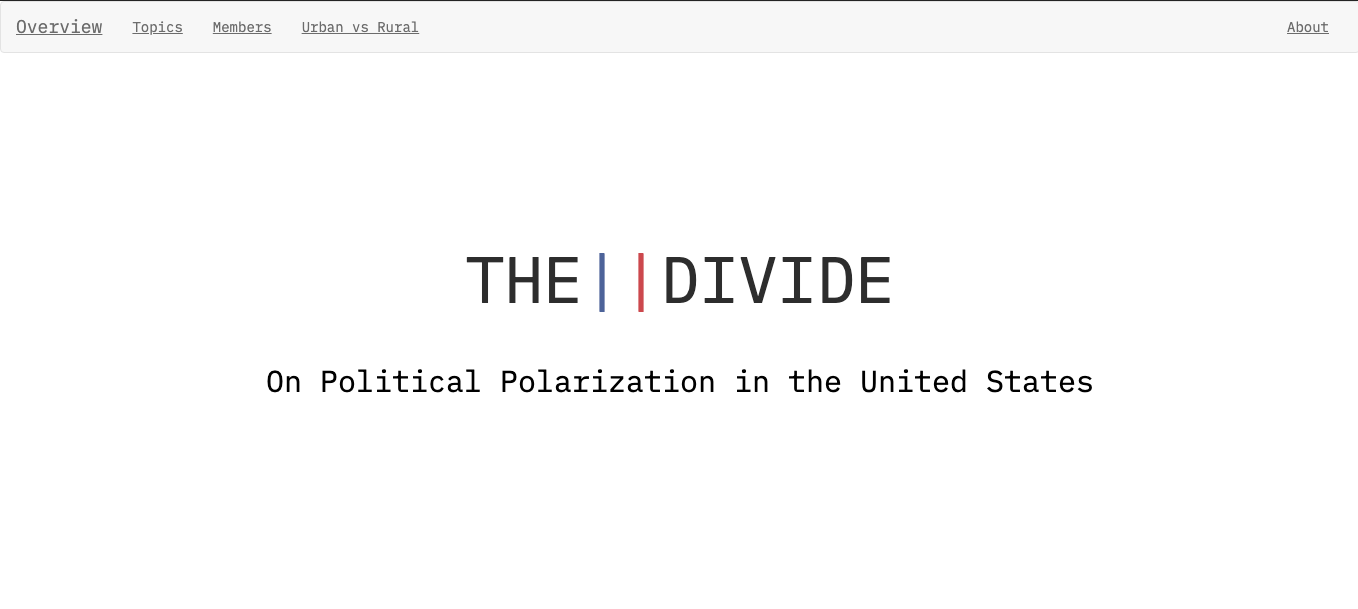 Overview Topics Members Urban vs Rural About
THE||DIVIDE
On Political Polarization in the United States